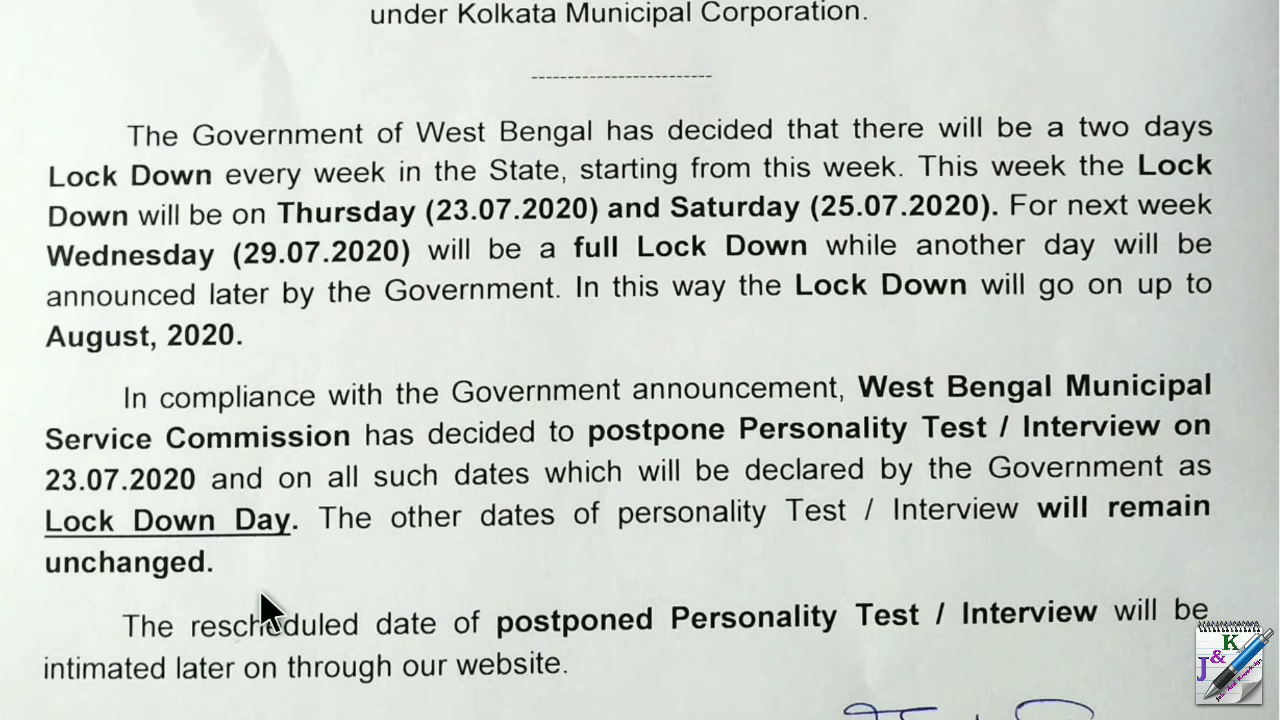 under Kolkata Municipal Corporation.
-------------------------
The Government of West Bengal has decided that there will be a two days
Lock Down every week in the State, starting from this week. This week the Lock
Down will be on Thursday (23.07.2020) and Saturday (25.07.2020). For next week
Wednesday (29.07.2020) will be a full Lock Down while another day will be
announced later by the Government. In this way the Lock Down will go on up to
August, 2020.
In compliance with the Government announcement, West Bengal Municipal
Service Commission has decided to postpone Personality Test / Interview on
23.07.2020 and on all such dates which will be declared by the Government as
Lock Down Day. The other dates of personality Test / Interview will remain
unchanged.
The rescheduled date of postponed Personality Test / Interview will be
intimated later on through our website.
J&K